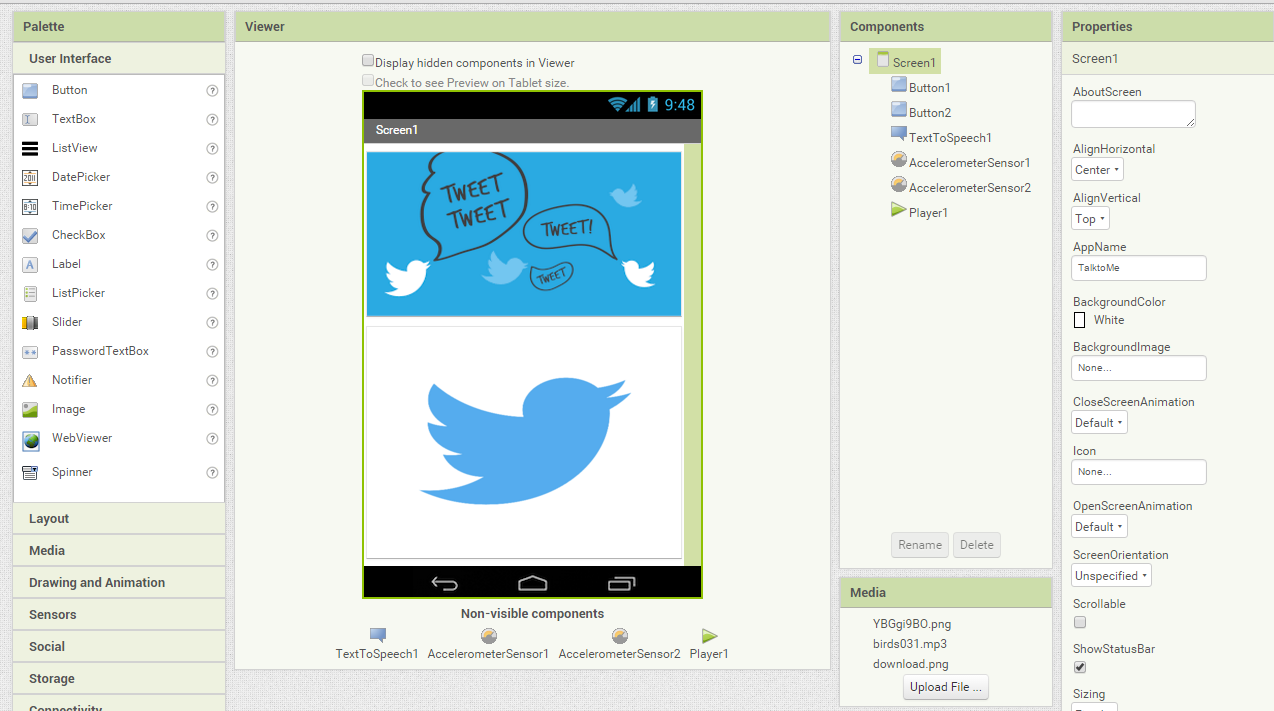 Palette
User Interface
Button
TextBox
ListView
DatePicker
TimePicker
CheckBox
Label
ListPicker
Slider
PasswordTextBox
Notifier
Image
WebViewer
Spinner
Layout
Media
Drawing and Animation
Sensors
Social
Storage
Connectivity
Viewer
Display hidden components in Viewer
Check to see Preview on Tablet size.
9:48
Screen1
TWEET
TWEET
TWEET!
TWEET
Non-visible components
TextToSpeech1 AccelerometerSensor1 AccelerometerSensor2 Player1
Components
Screen1
Button1
Button2
TextToSpeech1
AccelerometerSensor1
AccelerometerSensor2
Player1
Rename Delete
Media
YBGgi9BO.png
birds031.mp3
download.png
Upload File ...
Properties
Screen1
AboutScreen
AlignHorizontal
Center
AlignVertical
Top
AppName
TalktoMe
BackgroundColor
White
BackgroundImage
None...
CloseScreenAnimation
Default
Icon
None...
OpenScreenAnimation
Default
ScreenOrientation
Unspecified
Scrollable
ShowStatusBar
Sizing